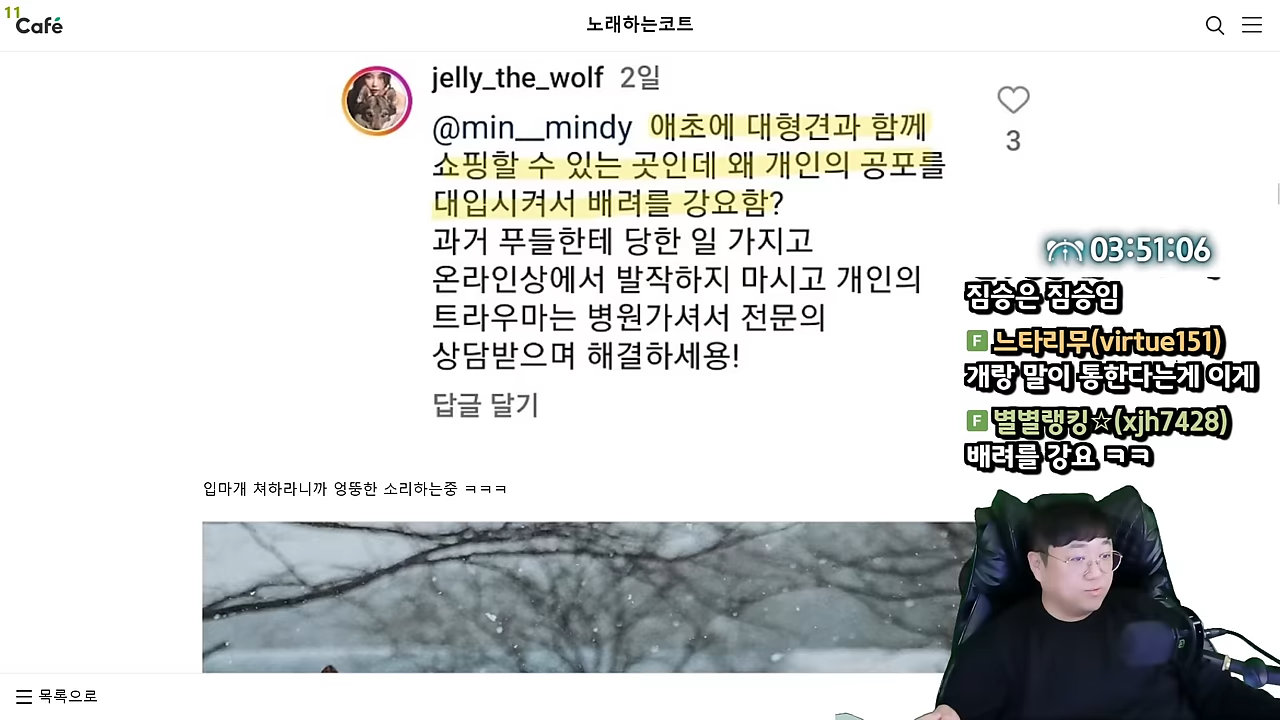 11
Café
노래하는코트
jelly_the_wolf 2일
@min__mindy 애초에 대형견과 함께
쇼핑할 수 있는 곳인데 왜 개인의 공포를
대입시켜서 배려를 강요함?
과거 푸들한테 당한 일 가지고
온라인상에서 발작하지 마시고 개인의
트라우마는 병원가셔서 전문의
상담받으며 해결하세용!
3
답글 달기
03:51:06
짐승은 짐승임
F 느타리무(virtue151)
개랑 말이 통한다는게 이게
F 별별랭킹☆(xjh7428)
배려를 강요 ㅋㅋ
입마개 쳐하라니까 엉뚱한 소리하는중 ㅋㅋㅋ
목록으로